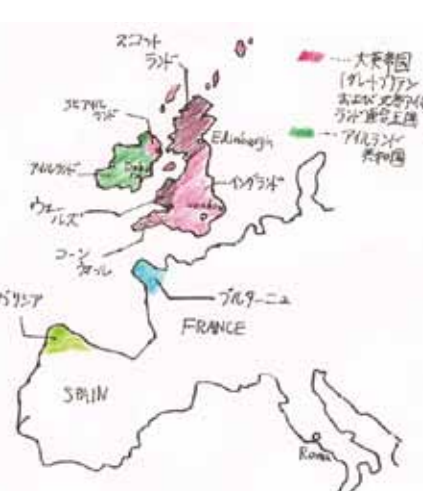 スコット
ランド
大英帝国
(グレートブリテン
および北部アイル
ランド連合王国
北アイル
ランド
Edinburgh
アイルランド
共和国
アイルランド
イングランド
ウェー
ルズ
London
コーン
ウォール
ブルターニュ
ガリシア
FRANCE
SPAIN
Roma